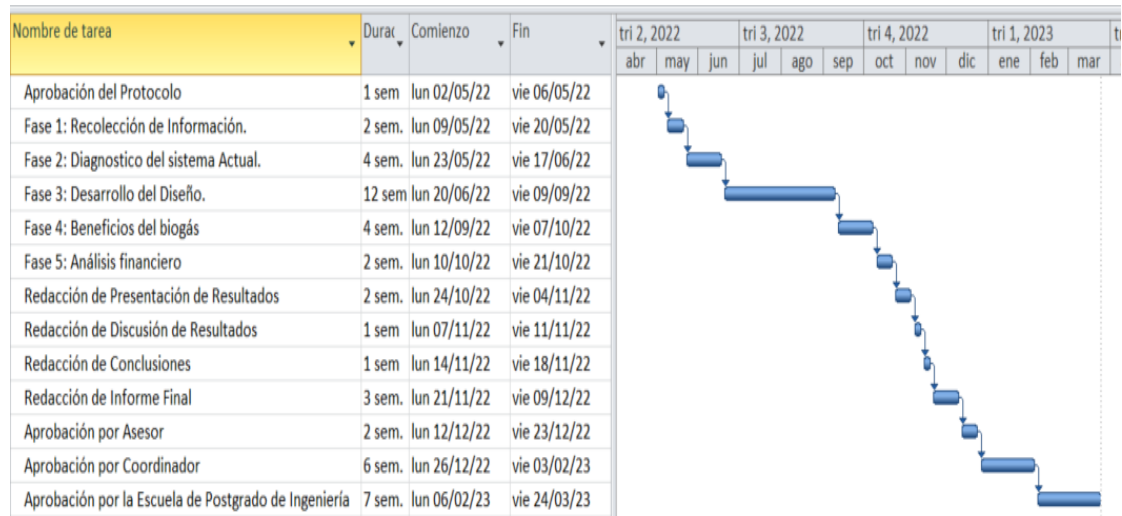 Nombre de tarea Durac Comienzo Fin tri 2, 2022 tri 3, 2022 tri 4, 2022 tri 1, 2023 t
abr may jun jul ago sep oct nov dic ene feb mar
Aprobación del Protocolo 1 sem lun 02/05/22 vie 06/05/22
Fase 1: Recolección de Información. 2 sem. lun 09/05/22 vie 20/05/22
Fase 2: Diagnostico del sistema Actual. 4 sem. lun 23/05/22 vie 17/06/22
Fase 3: Desarrollo del Diseño. 12 sem lun 20/06/22 vie 09/09/22
Fase 4: Beneficios del biogás 4 sem. lun 12/09/22 vie 07/10/22
Fase 5: Análisis financiero 2 sem. lun 10/10/22 vie 21/10/22
Redacción de Presentación de Resultados 2 sem. lun 24/10/22 vie 04/11/22
Redacción de Discusión de Resultados 1 sem lun 07/11/22 vie 11/11/22
Redacción de Conclusiones 1 sem lun 14/11/22 vie 18/11/22
Redacción de Informe Final 3 sem. lun 21/11/22 vie 09/12/22
Aprobación por Asesor 2 sem. lun 12/12/22 vie 23/12/22
Aprobación por Coordinador 6 sem. lun 26/12/22 vie 03/02/23
Aprobación por la Escuela de Postgrado de Ingeniería 7 sem. lun 06/02/23 vie 24/03/23